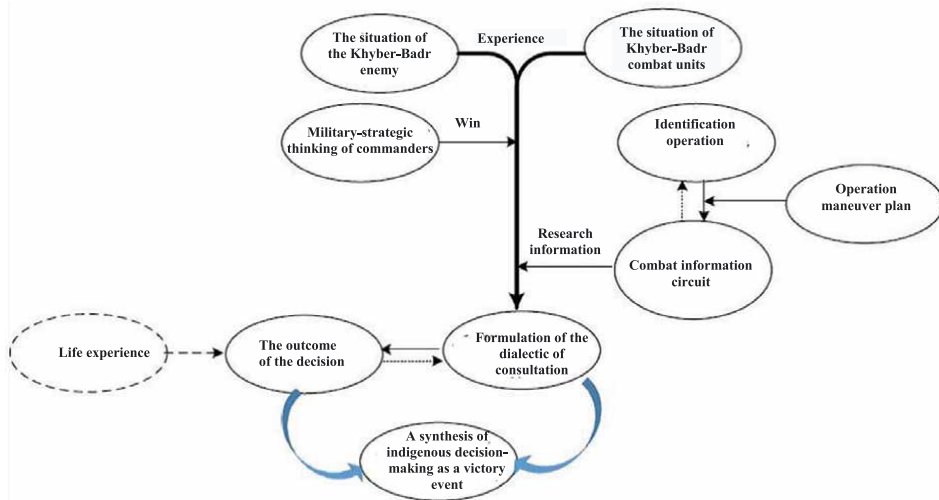 The situation of
the Khyber-Badr
enemy
Experience
The situation of
Khyber-Badr
combat units
Military-strategic
thinking of commanders
Win
Identification
operation
Operation
maneuver plan
Research
information
Combat information
circuit
Life experience
The outcome
of the decision
Formulation of the
dialectic of
consultation
A synthesis of
indigenous decision-
making as a victory
event